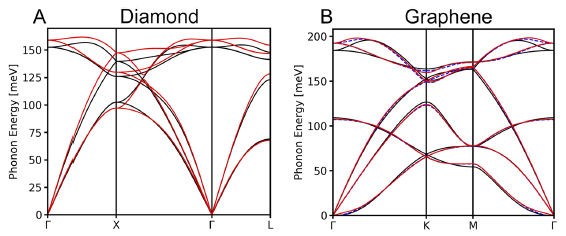 A Diamond
Phonon Energy [meV]
150
125
100
75
50
25
0
Γ X Γ L
B Graphene
Phonon Energy [meV]
200
150
100
50
0
Γ K M Γ